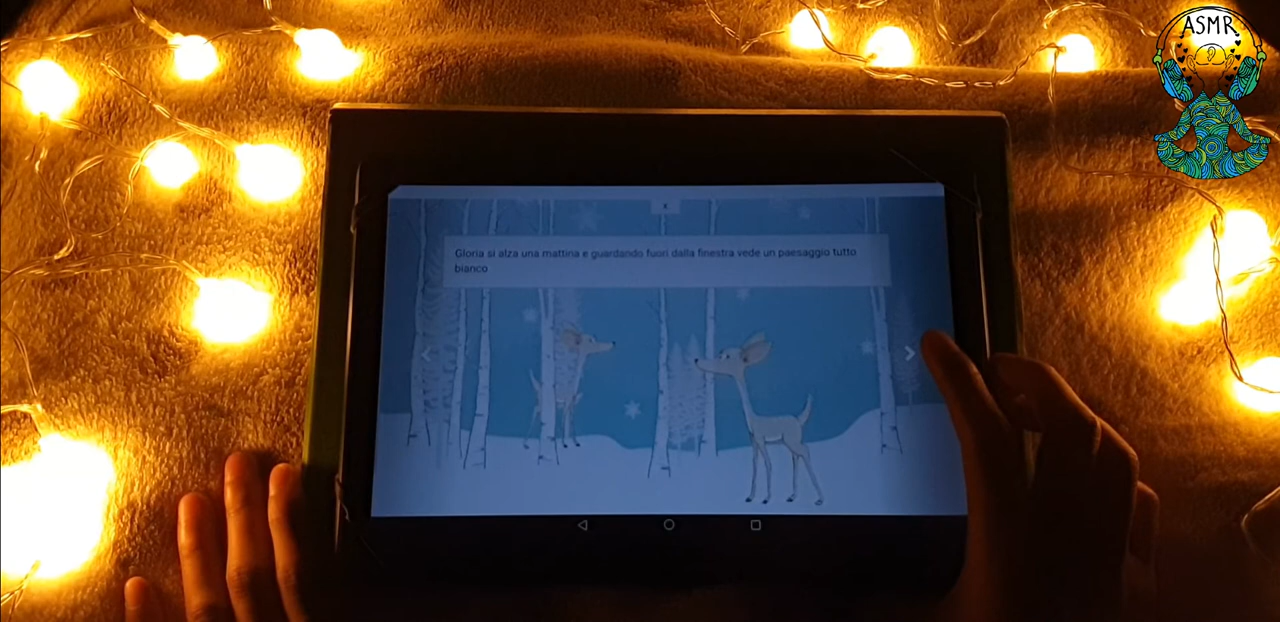 ASMR
x
Gloria si alza una mattina e guardando fuori dalla finestra vede un paesaggio tutto
bianco